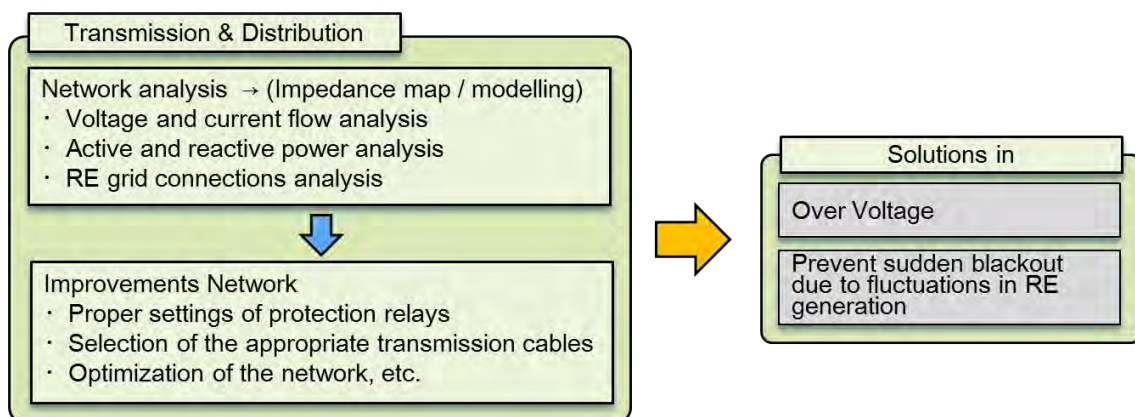 Transmission & Distribution
Network analysis → (Impedance map / modelling)
・ Voltage and current flow analysis
・ Active and reactive power analysis
・ RE grid connections analysis
Improvements Network
・ Proper settings of protection relays
・ Selection of the appropriate transmission cables
・ Optimization of the network, etc.
Solutions in
Over Voltage
Prevent sudden blackout
due to fluctuations in RE
generation